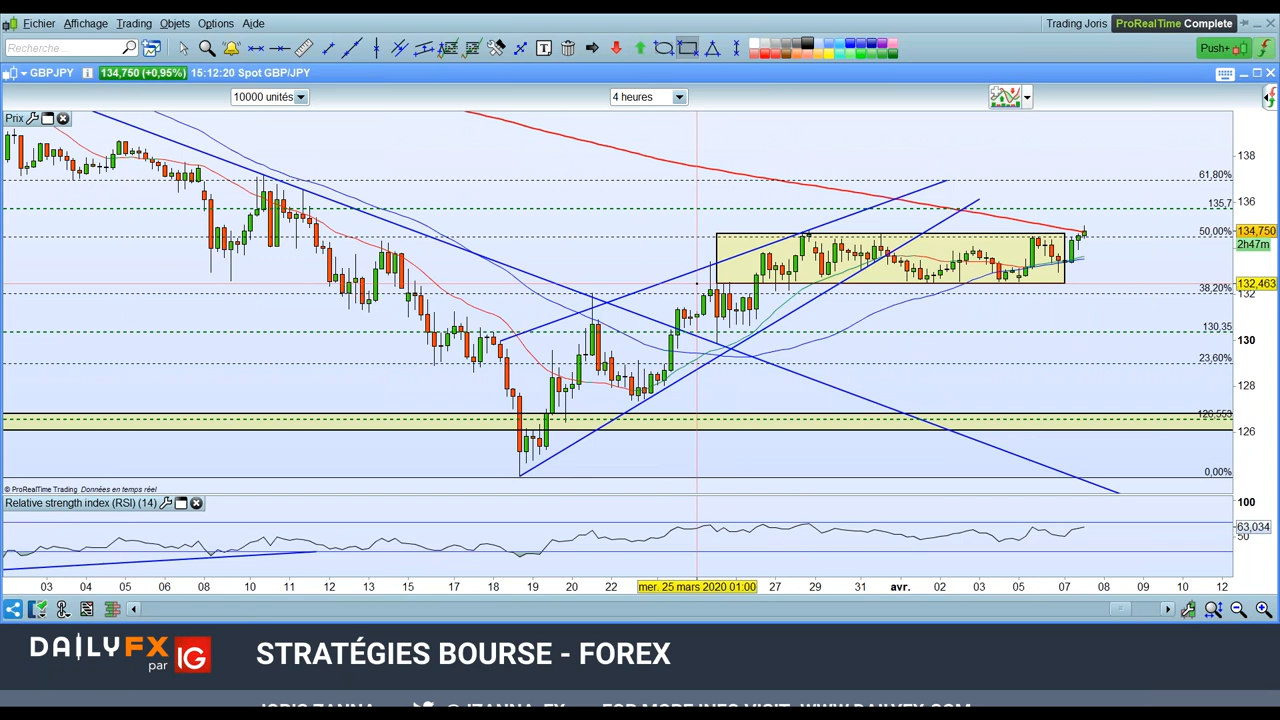 Fichier Affichage Trading Objets Options Aide
Trading Joris ProRealTime Complete
Recherche ...
Push+
GBPJPY 134,750 (+0,95%) 15:12:20 Spot GBP/JPY
10000 unités 4 heures
Prix
138
61,80%
136
135,7
50,00%
134,750
2h47m
132,463
38,20%
132
130,35
130
23,60%
128
126,553
126
0,00%
© ProRealTime Trading Données en temps réel
Relative strength index (RSI) (14)
100
63,034
50
03 04 05 06 08 10 11 12 13 14 15 17 18 19 20 22 mer. 25 mars 2020 01:00 27 29 31 avr. 02 03 05 07 08 10 12
DAILYFX
par IG
STRATÉGIES BOURSE - FOREX